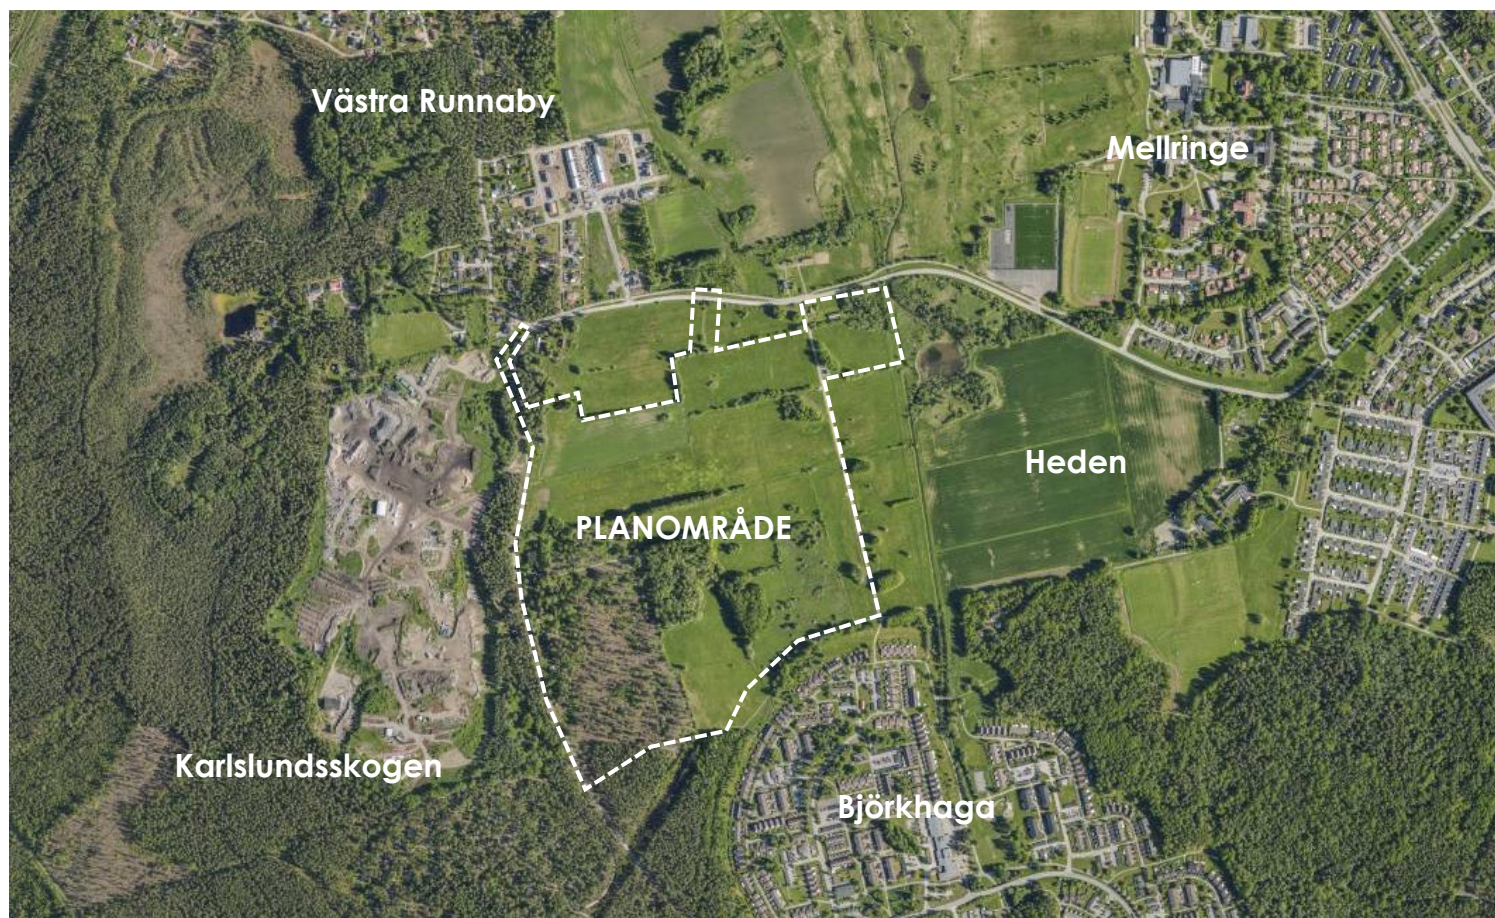 Västra Runnaby
Mellringe
Heden
PLANOMRÅDE
Karlslundsskogen
Björkhaga